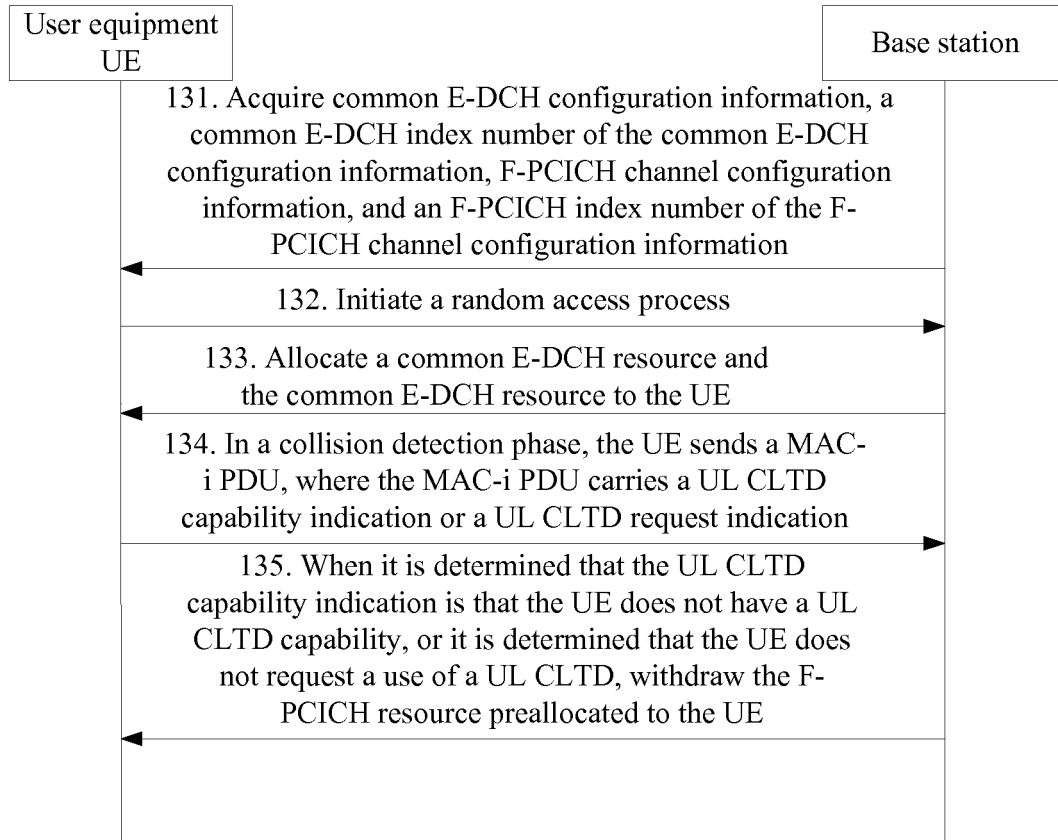 User equipment
UE
Base station
131. Acquire common E-DCH configuration information, a
common E-DCH index number of the common E-DCH
configuration information, F-PCICH channel configuration
information, and an F-PCICH index number of the F-
PCICH channel configuration information
132. Initiate a random access process
133. Allocate a common E-DCH resource and
the common E-DCH resource to the UE
134. In a collision detection phase, the UE sends a MAC-
i PDU, where the MAC-i PDU carries a UL CLTD
capability indication or a UL CLTD request indication
135. When it is determined that the UL CLTD
capability indication is that the UE does not have a UL
CLTD capability, or it is determined that the UE does
not request a use of a UL CLTD, withdraw the F-
PCICH resource preallocated to the UE